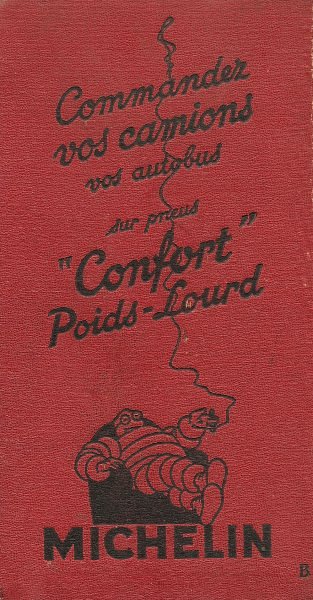 Commandez
vos camions
vos autobus
sur pneus
"Confort"
Poids-Lourd
MICHELIN
B